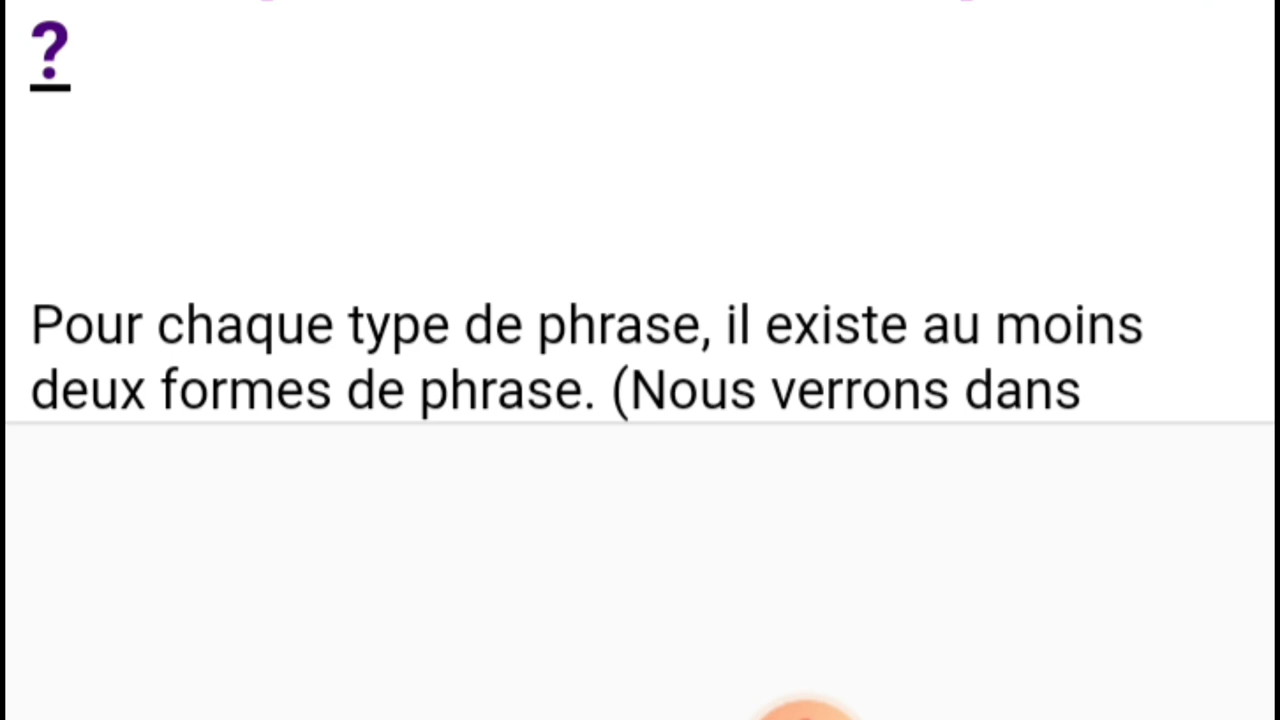 ?
Pour chaque type de phrase, il existe au moins
deux formes de phrase. (Nous verrons dans